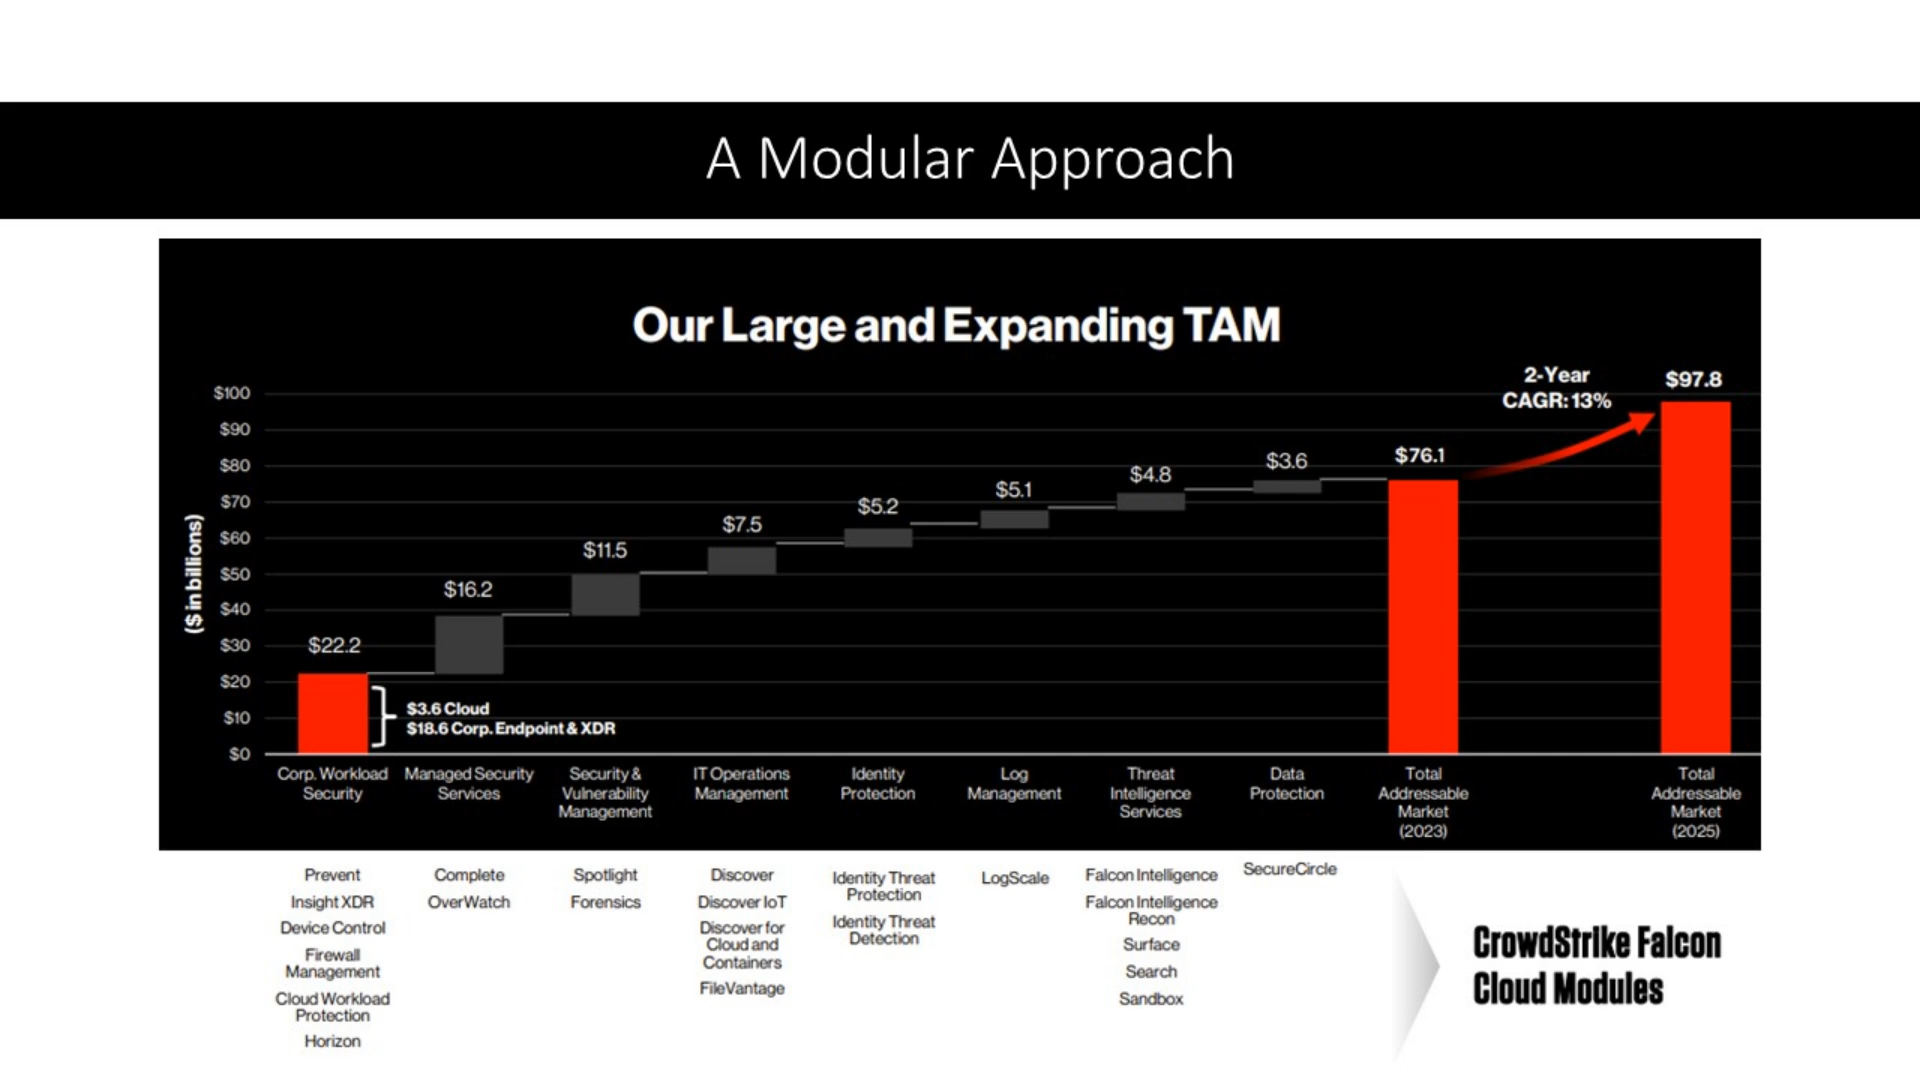 A Modular Approach
Our Large and Expanding TAM
($ in billions)
$100
$90
$80
$70
$60
$50
$40
$30
$20
$10
$0
$22.2
$16.2
$11.5
$7.5
$5.2
$5.1
$4.8
$3.6
$76.1
2-Year
CAGR: 13%
$97.8
$3.6 Cloud
$18.6 Corp. Endpoint & XDR
Corp. Workload
Security
Managed Security
Services
Security &
Vulnerability
Management
IT Operations
Management
Identity
Protection
Log
Management
Threat
Intelligence
Services
Data
Protection
Total
Addressable
Market
(2023)
Total
Addressable
Market
(2025)
Prevent
Insight XDR
Device Control
Firewall
Management
Cloud Workload
Protection
Horizon
Complete
OverWatch
Spotlight
Forensics
Discover
Discover IoT
Discover for
Cloud and
Containers
FileVantage
Identity Threat
Protection
Identity Threat
Detection
LogScale
Falcon Intelligence
Falcon Intelligence
Recon
Surface
Search
Sandbox
SecureCircle
CrowdStrike Falcon
Cloud Modules